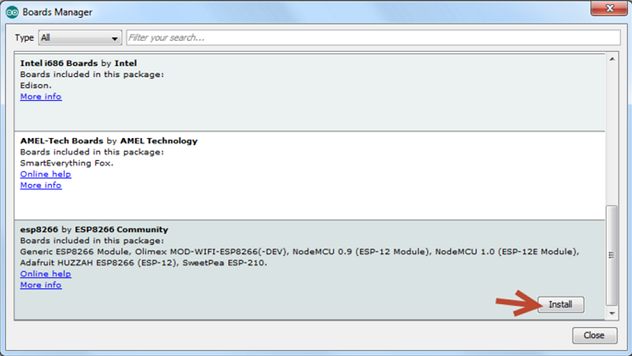 Boards Manager
Type All Filter your search...
Intel i686 Boards by Intel
Boards included in this package:
Edison.
More info
AMEL-Tech Boards by AMEL Technology
Boards included in this package:
SmartEverything Fox.
Online help
More info
esp8266 by ESP8266 Community
Boards included in this package:
Generic ESP8266 Module, Olimex MOD-WIFI-ESP8266(-DEV), NodeMCU 0.9 (ESP-12 Module), NodeMCU 1.0 (ESP-12E Module),
Adafruit HUZZAH ESP8266 (ESP-12), SweetPea ESP-210.
Online help
More info
Install
Close